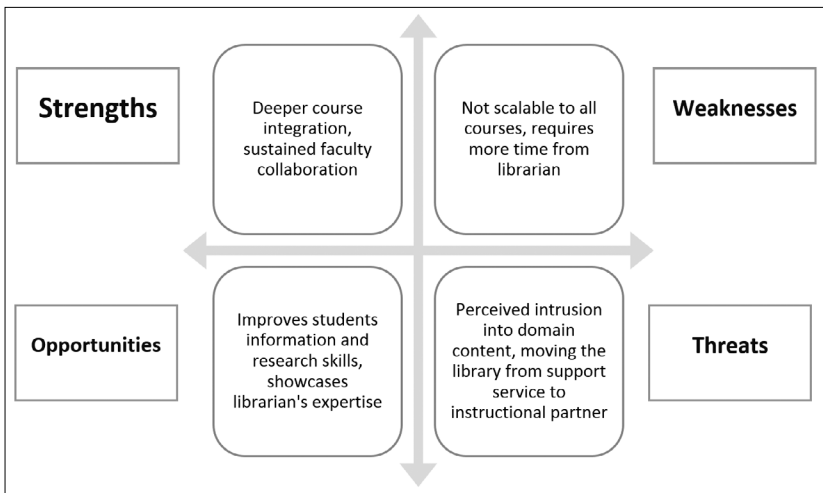 Strengths
Deeper course
integration,
sustained faculty
collaboration
Not scalable to all
courses, requires
more time from
librarian
Weaknesses
Opportunities
Improves students
information and
research skills,
showcases
librarian's expertise
Perceived intrusion
into domain
content, moving the
library from support
service to
instructional partner
Threats